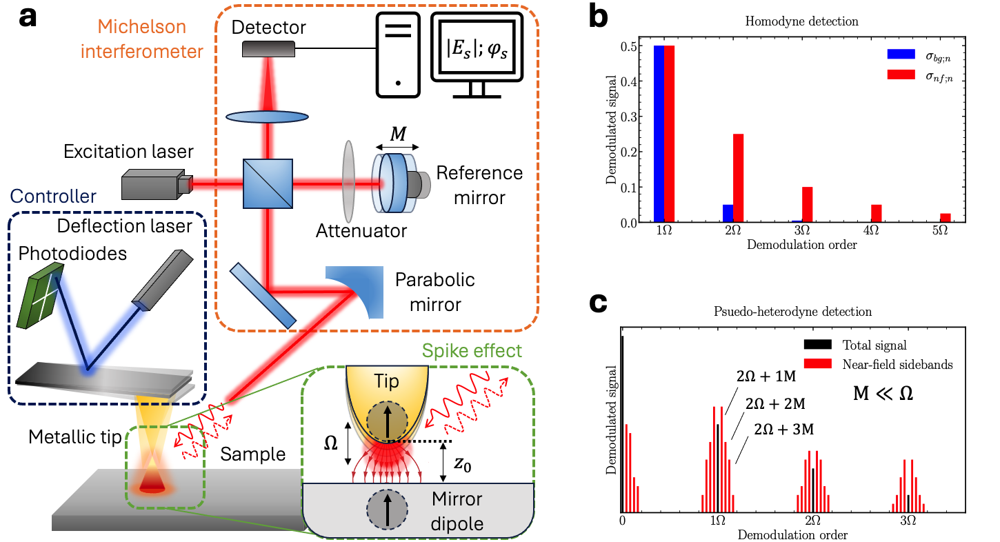 a
Michelson
interferometer
Detector
|Eₛ|; φₛ
Excitation laser
M
Reference
mirror
Attenuator
Controller
Deflection laser
Photodiodes
Parabolic
mirror
Metallic tip
Sample
Spike effect
Tip
Ω
z₀
Mirror
dipole
b
Homodyne detection
Demodulated signal
0.5
0.4
0.3
0.2
0.1
0.0
σ_bg;n
σ_nf;n
1Ω 2Ω 3Ω 4Ω 5Ω
Demodulation order
c
Psuedo-heterodyne detection
Demodulated signal
Total signal
Near-field sidebands
2Ω + 1M
2Ω + 2M
2Ω + 3M
M ≪ Ω
0 1Ω 2Ω 3Ω
Demodulation order